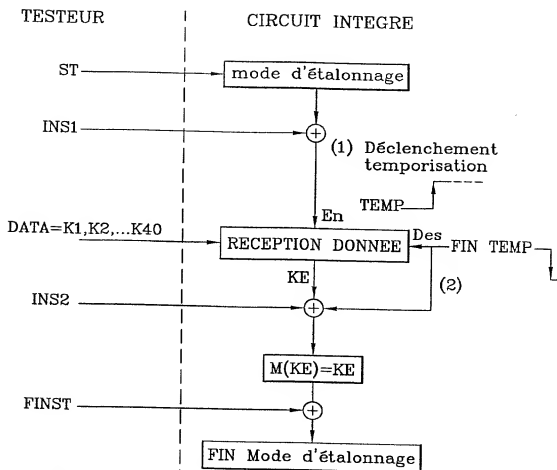 TESTEUR
CIRCUIT INTEGRE
ST
mode d'étalonnage
INS1
(1) Déclenchement
temporisation
TEMP
En
DATA=K1,K2,...K40
RECEPTION DONNEE
Des
FIN TEMP
KE
(2)
INS2
M(KE)=KE
FINST
FIN Mode d'étalonnage